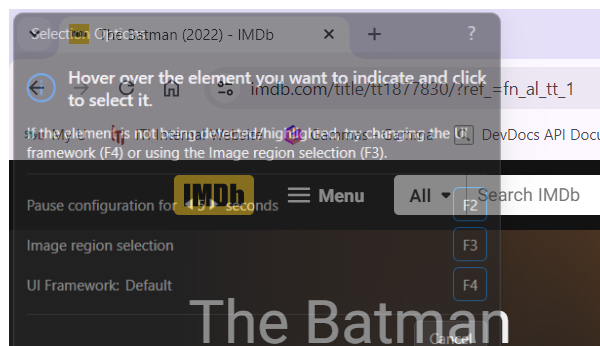 Selection Options
The Batman (2022) - IMDb
?
Hover over the element you want to indicate and click
to select it.
imdb.com/title/tt1877830/?ref_=fn_al_tt_1
If the element is not being detected/highlighted, try changing the UI
framework (F4) or using the Image region selection (F3).
DevDocs API Docu
IMDb
Menu
All
Search IMDb
Pause configuration for 5 seconds
F2
Image region selection
F3
UI Framework: Default
F4
The Batman
Cancel